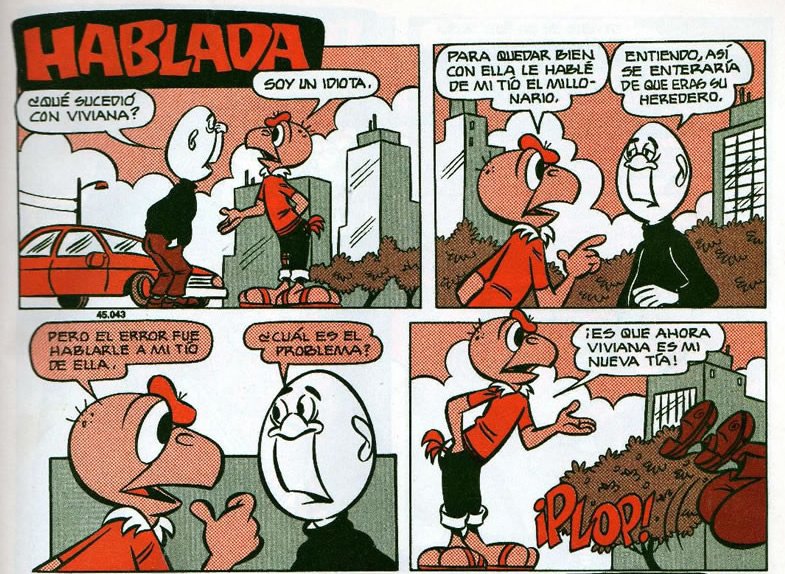 HABLADA
¿QUÉ SUCEDIÓ
CON VIVIANA?
SOY UN IDIOTA.
PARA QUEDAR BIEN
CON ELLA LE HABLÉ
DE MI TÍO EL MILLO-
NARIO.
ENTIENDO, ASÍ
SE ENTERARÍA
DE QUE ERAS SU
HEREDERO.
45.043
PERO EL ERROR FUE
HABLARLE A MI TÍO
DE ELLA.
¿CUÁL ES EL
PROBLEMA?
¡ES QUE AHORA
VIVIANA ES MI
NUEVA TÍA!
¡PLOP!